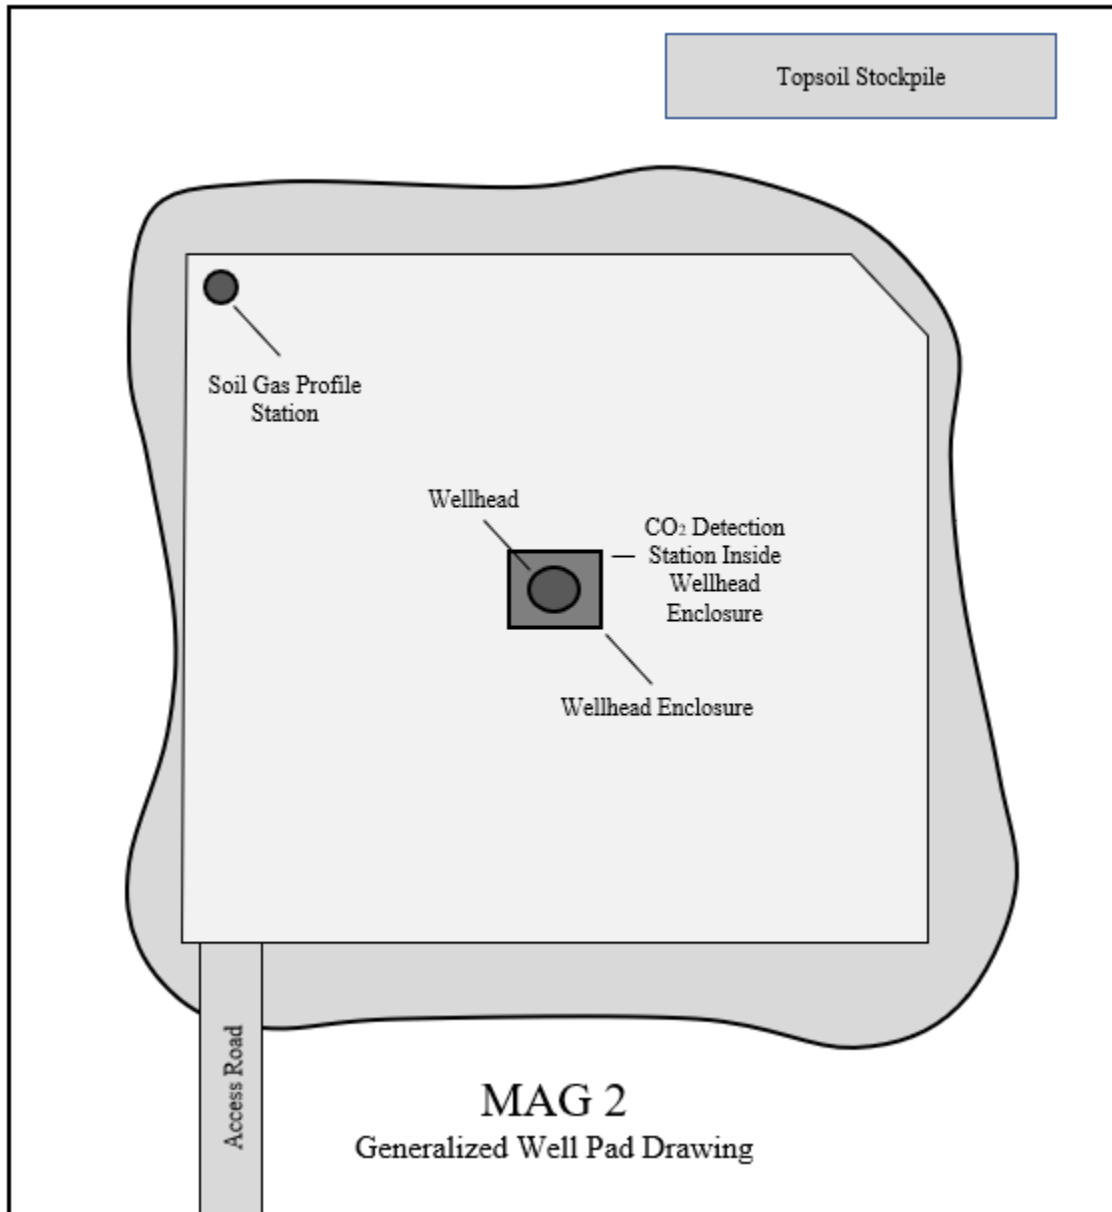 Topsoil Stockpile
Soil Gas Profile
Station
Wellhead
CO₂ Detection
Station Inside
Wellhead
Enclosure
Wellhead Enclosure
Access Road
MAG 2
Generalized Well Pad Drawing